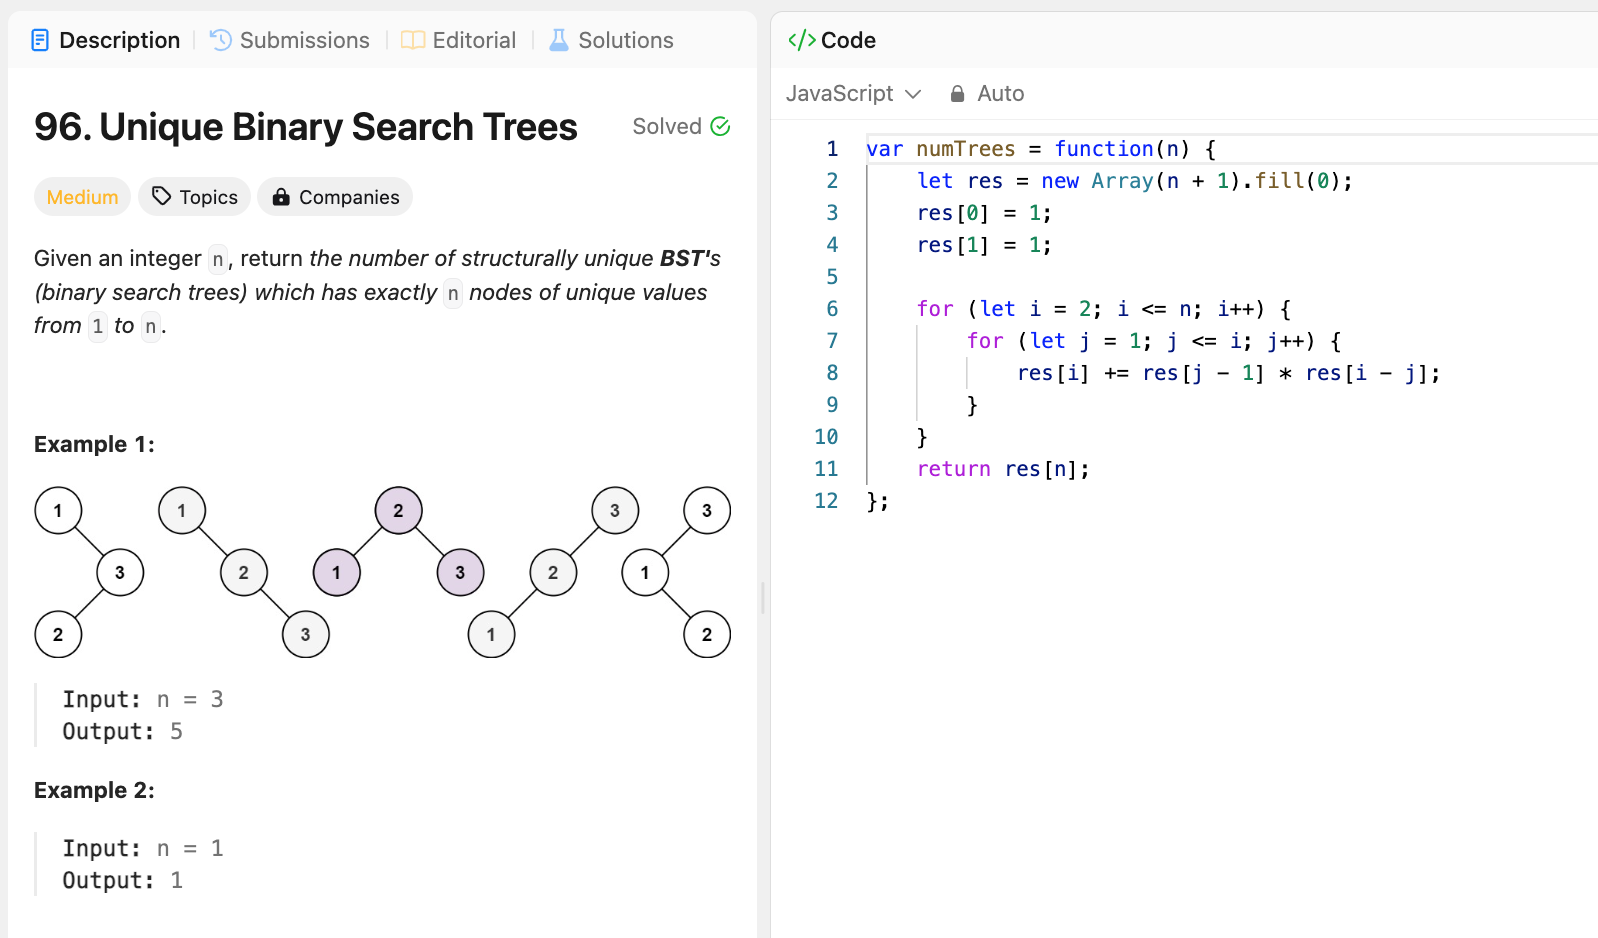 Description
Submissions
Editorial
Solutions
96. Unique Binary Search Trees
Solved
Medium
Topics
Companies
Given an integer n, return the number of structurally unique BST's
(binary search trees) which has exactly n nodes of unique values
from 1 to n.
Example 1:
1 1 2 3 3
3 2 1 3 2 1
2 3 1 2
Input: n = 3
Output: 5
Example 2:
Input: n = 1
Output: 1
</> Code
JavaScript
Auto
1 var numTrees = function(n) {
2     let res = new Array(n + 1).fill(0);
3     res[0] = 1;
4     res[1] = 1;
5
6     for (let i = 2; i <= n; i++) {
7         for (let j = 1; j <= i; j++) {
8             res[i] += res[j - 1] * res[i - j];
9         }
10     }
11     return res[n];
12 };